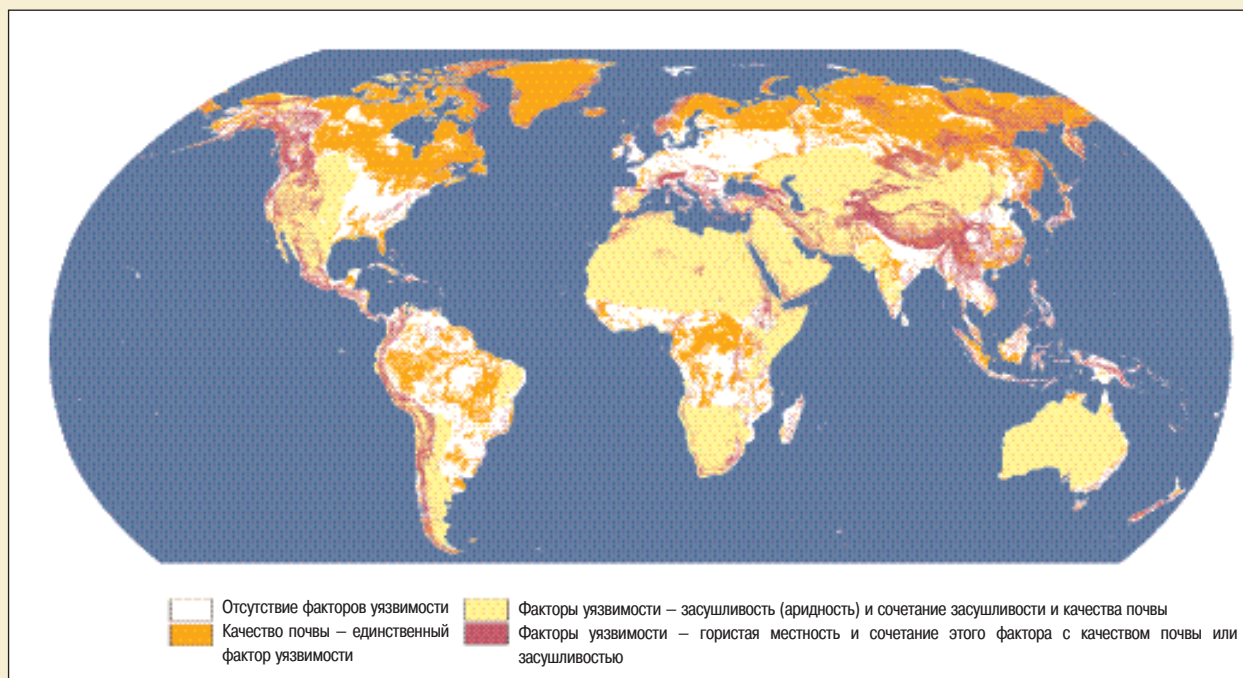 Отсутствие факторов уязвимости
Качество почвы – единственный
фактор уязвимости
Факторы уязвимости – засушливость (аридность) и сочетание засушливости и качества почвы
Факторы уязвимости – гористая местность и сочетание этого фактора с качеством почвы или
засушливостью